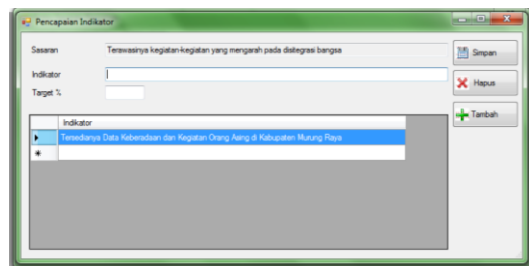 Pencapaian Indikator
Sasaran Terawasinya kegiatan-kegiatan yang mengarah pada disitegrasi bangsa
Simpan
Indikator
Hapus
Target %
Tambah
Indikator
Tersedianya Data Keberadaan dan Kegiatan Orang Asing di Kabupaten Murung Raya